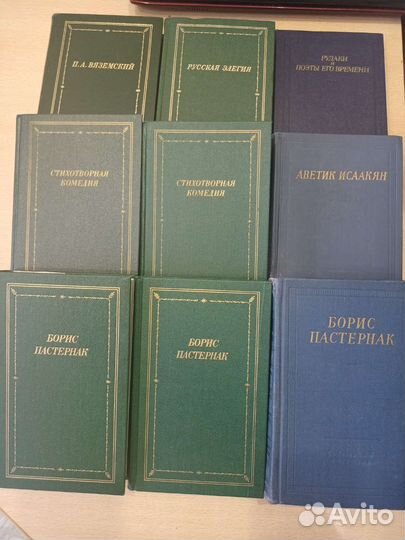 П. А. ВЯЗЕМСКИЙ
РУССКАЯ ЭЛЕГИЯ
РУДАКИ
И
ПОЭТЫ ЕГО ВРЕМЕНИ
СТИХОТВОРНАЯ
КОМЕДИЯ
СТИХОТВОРНАЯ
КОМЕДИЯ
АВЕТИК ИСААКЯН
БОРИС
ПАСТЕРНАК
БОРИС
ПАСТЕРНАК
БОРИС
ПАСТЕРНАК
Avito